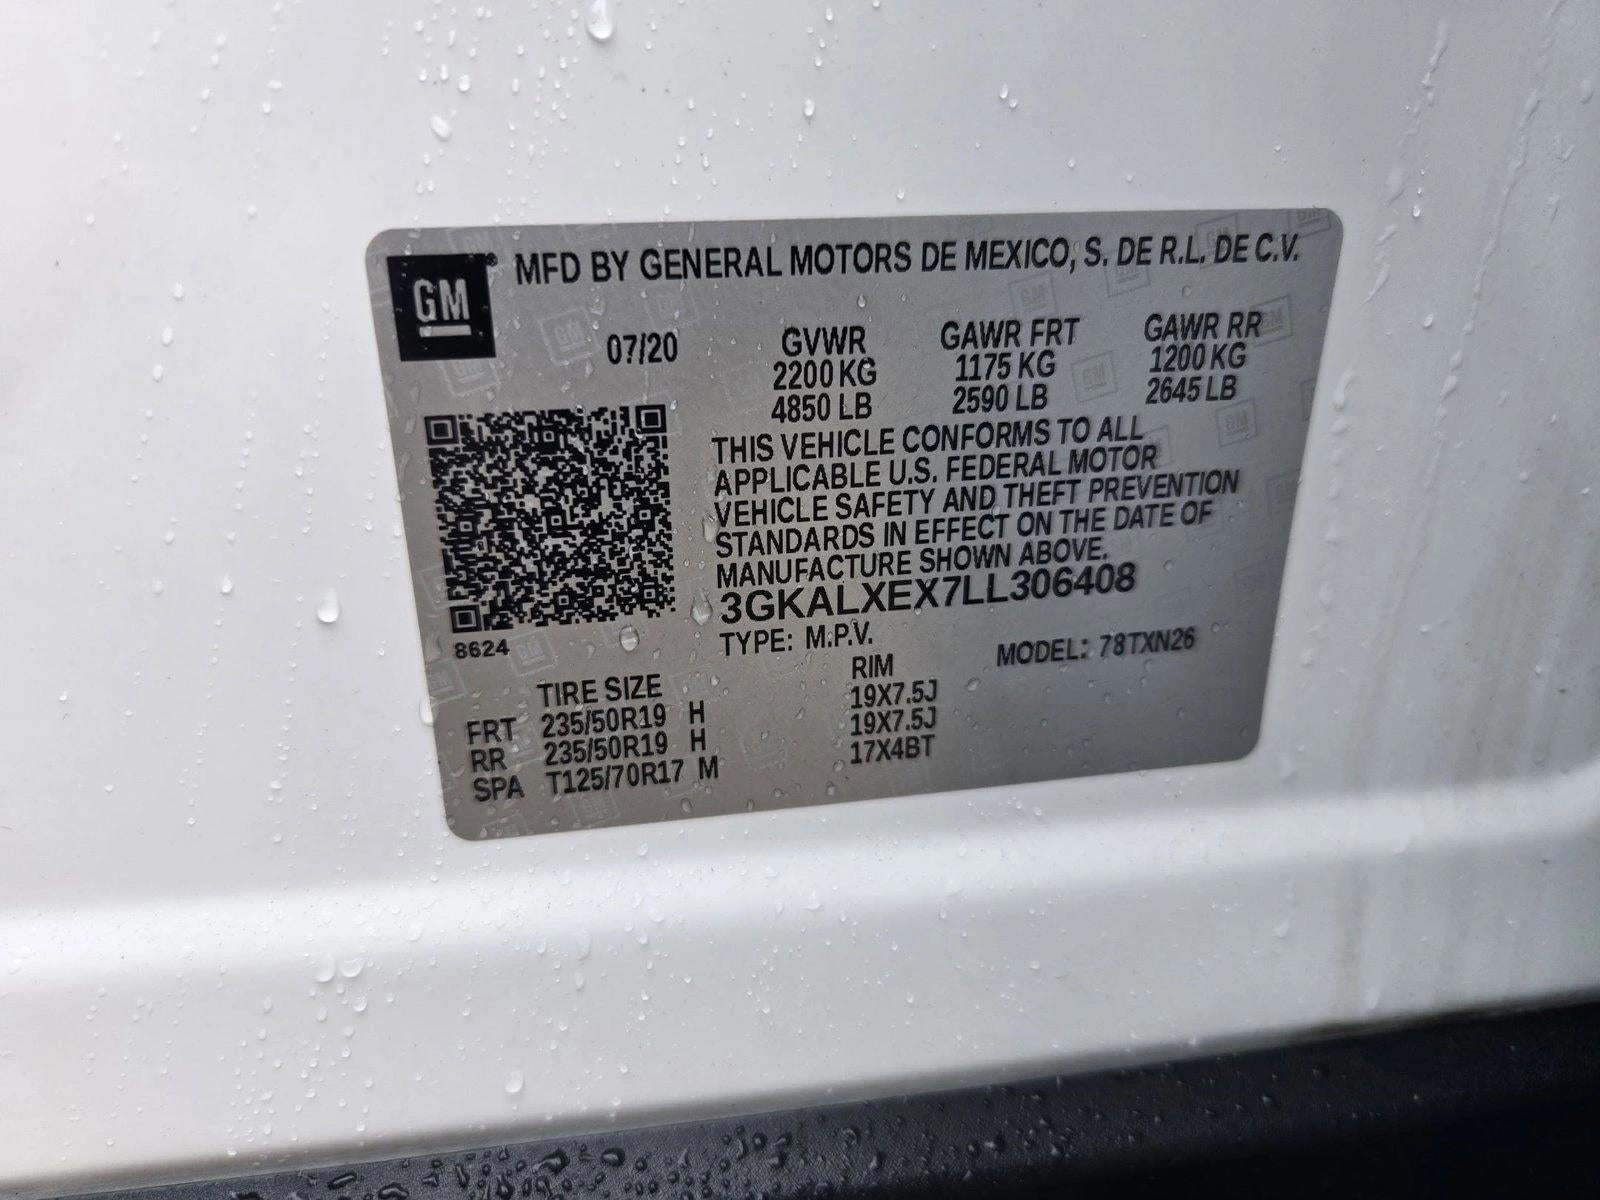 GM
MFD BY GENERAL MOTORS DE MEXICO, S. DE R.L. DE C.V.
07/20 GVWR GAWR FRT GAWR RR
2200 KG 1175 KG 1200 KG
4850 LB 2590 LB 2645 LB
THIS VEHICLE CONFORMS TO ALL
APPLICABLE U.S. FEDERAL MOTOR
VEHICLE SAFETY AND THEFT PREVENTION
STANDARDS IN EFFECT ON THE DATE OF
MANUFACTURE SHOWN ABOVE.
3GKALXEX7LL306408
8624
TYPE: M.P.V. MODEL: 78TXN26
TIRE SIZE RIM
FRT 235/50R19 H 19X7.5J
RR 235/50R19 H 19X7.5J
SPA T125/70R17 M 17X4BT